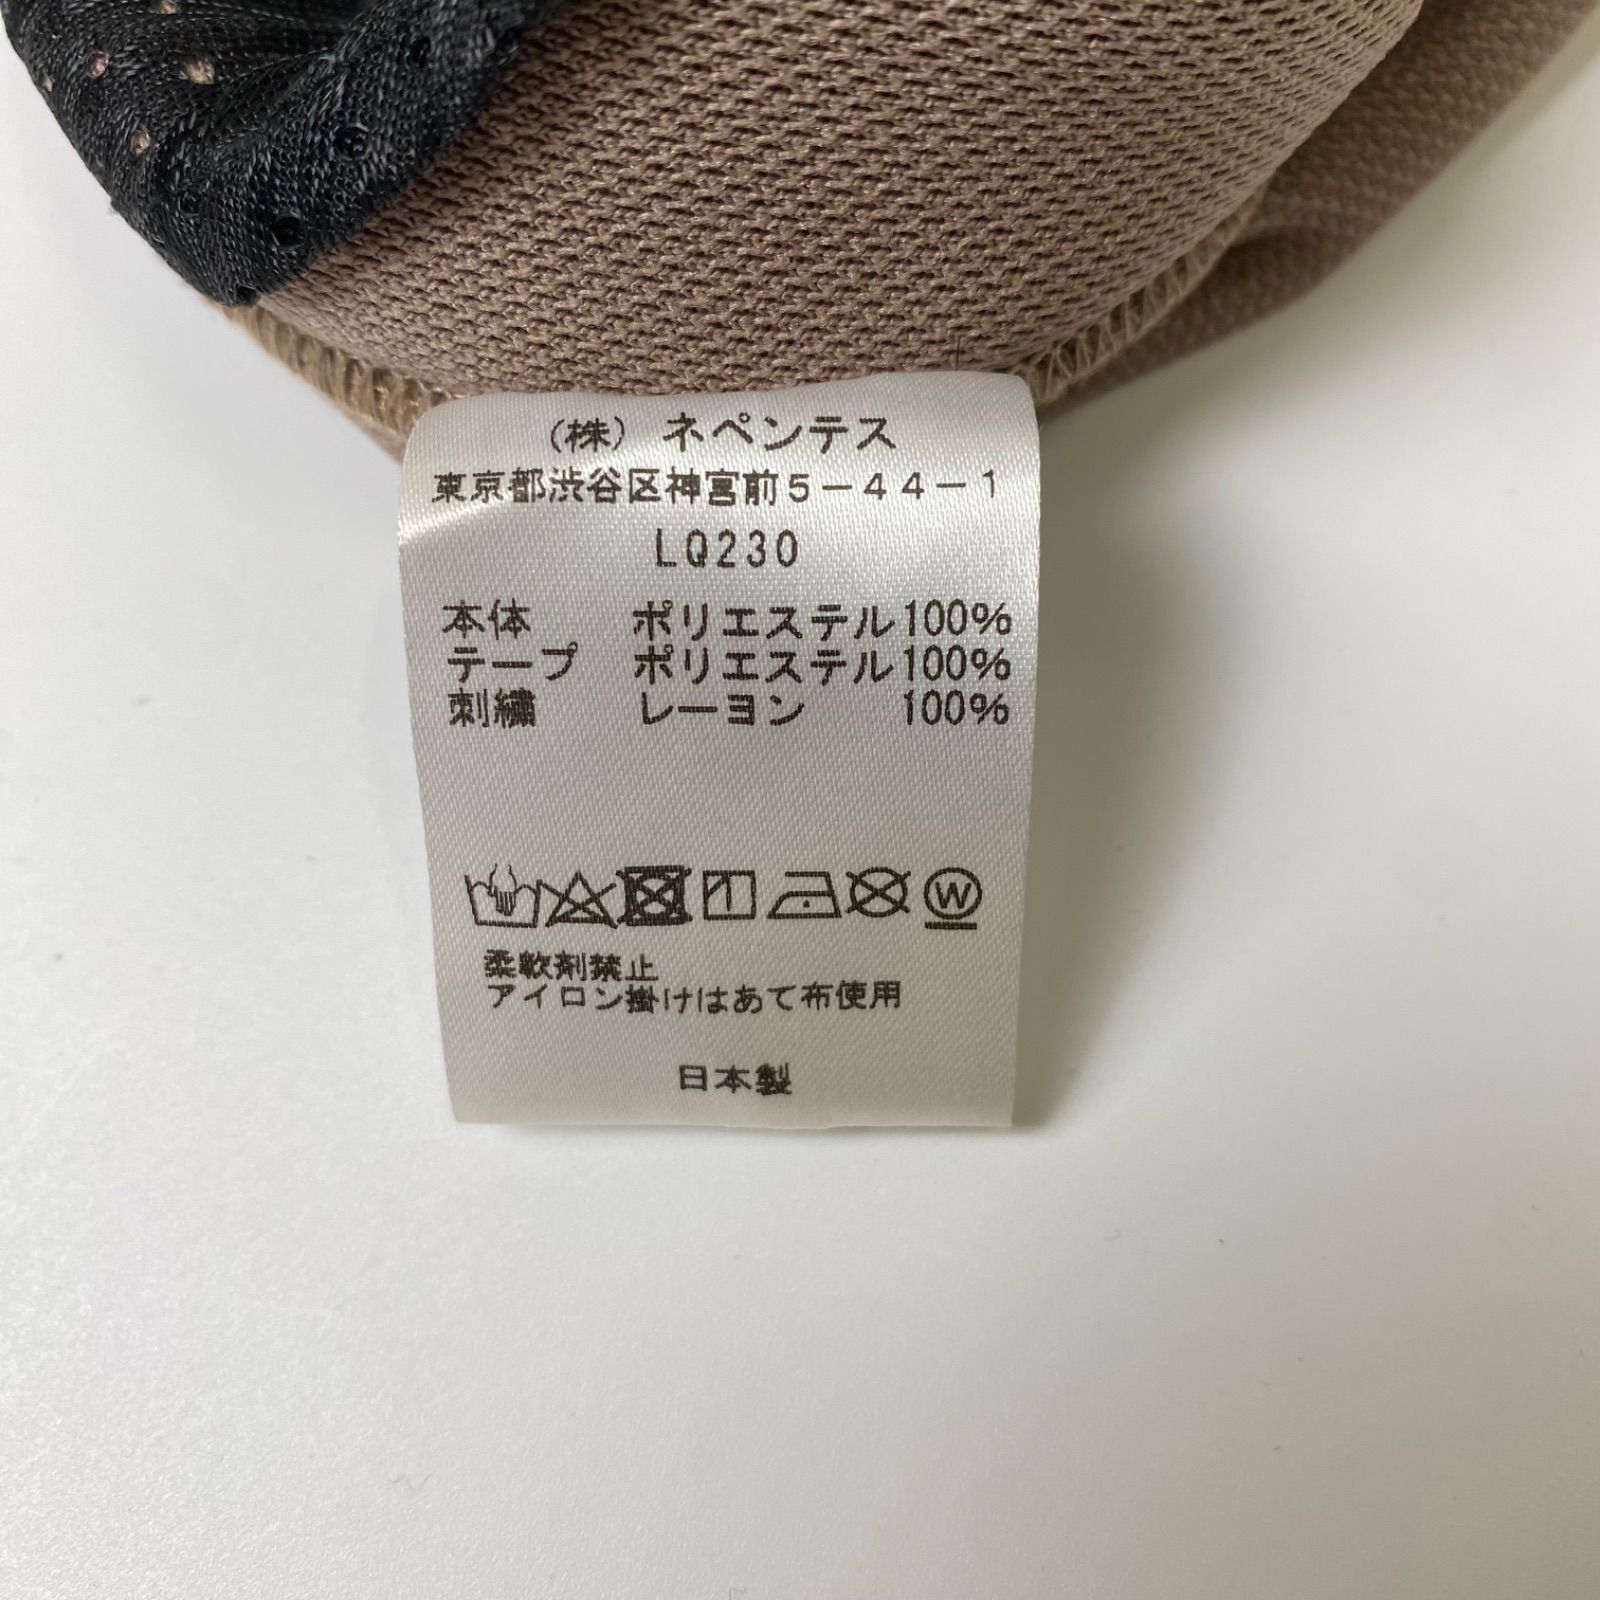 （株） ネペンテス
東京都渋谷区神宮前5－44－1
LQ230
本体 ポリエステル100%
テープ ポリエステル100%
刺繍 レーヨン 100%
W
柔軟剤禁止
アイロン掛けはあて布使用
日本製